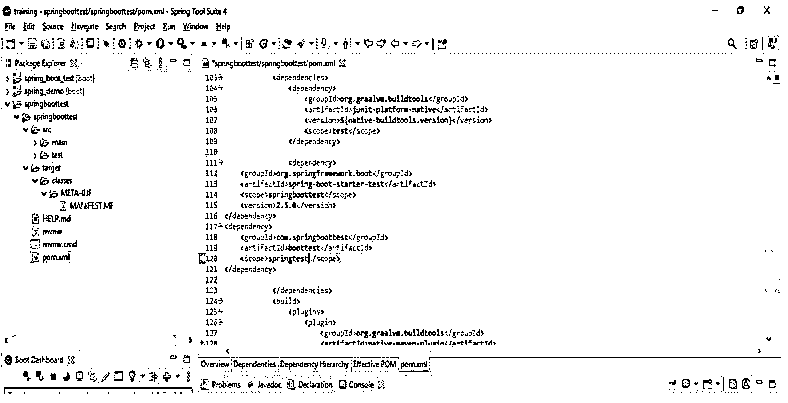 training - springboottest/springboottest/pom.xml - Spring Tool Suite 4
File Edit Source Navigate Search Project Run Window Help
Package Explorer
spring_boot_test [boot]
spring_demo [boot]
springboottest
springboottest
src
main
test
target
classes
META-INF
MANIFEST.MF
HELP.md
mvnw
mvnw.cmd
pom.xml
Boot Dashboard
*springboottest/springboottest/pom.xml
103 <dependencies>
104 <dependency>
105 <groupId>org.graalvm.buildtools</groupId>
106 <artifactId>junit-platform-native</artifactId>
107 <version>${native-buildtools.version}</version>
108 <scope>test</scope>
109 </dependency>
110
111 <dependency>
112 <groupId>org.springframework.boot</groupId>
113 <artifactId>spring-boot-starter-test</artifactId>
114 <scope>springboottest</scope>
115 <version>2.5.0</version>
116 </dependency>
117 <dependency>
118 <groupId>com.springboottest</groupId>
119 <artifactId>boottest</artifactId>
120 <scope>springtest</scope>
121 </dependency>
122
123 </dependencies>
124 <build>
125 <plugins>
126 <plugin>
127 <groupId>org.graalvm.buildtools</groupId>
128 <artifactId>native-maven-plugin</artifactId>
Overview Dependencies Dependency Hierarchy Effective POM pom.xml
Problems Javadoc Declaration Console